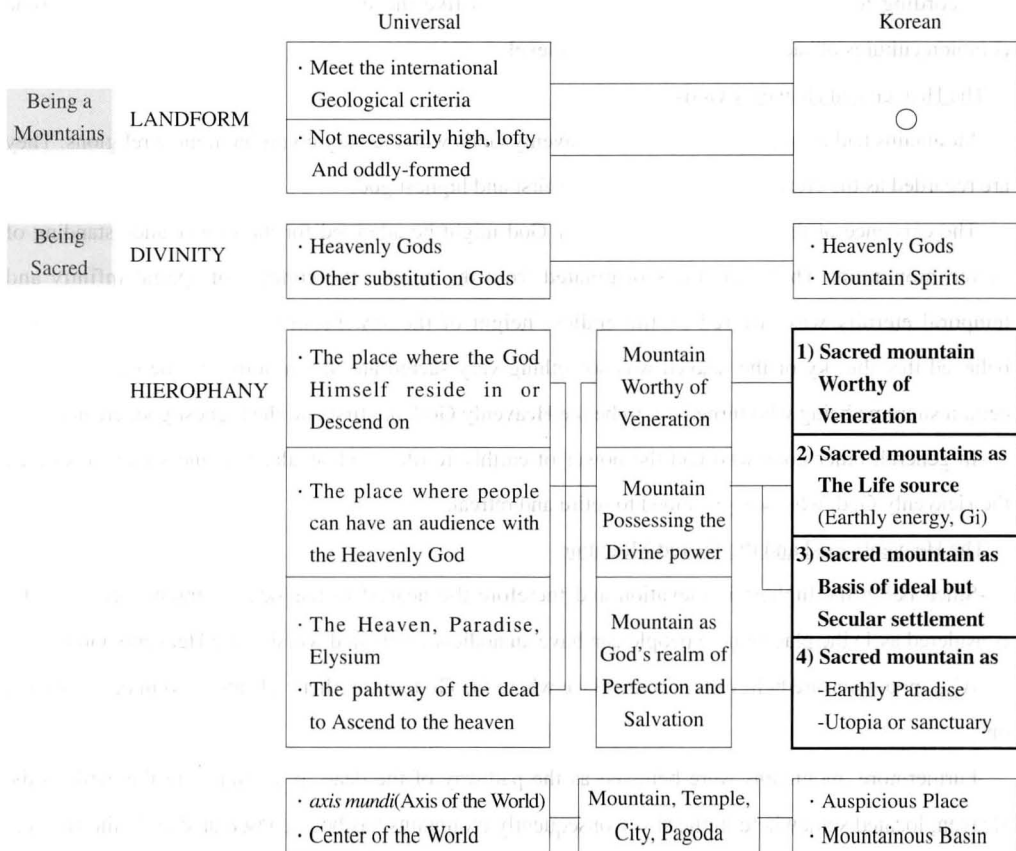 Universal
Korean
Being a
Mountains
LANDFORM
· Meet the international
Geological criteria
· Not necessarily high, lofty
And oddly-formed
○
Being
Sacred
DIVINITY
· Heavenly Gods
· Other substitution Gods
· Heavenly Gods
· Mountain Spirits
HIEROPHANY
· The place where the God
Himself reside in or
Descend on
· The place where people
can have an audience with
the Heavenly God
· The Heaven, Paradise,
Elysium
· The pahtway of the dead
to Ascend to the heaven
Mountain
Worthy of
Veneration
Mountain
Possessing the
Divine power
Mountain as
God's realm of
Perfection and
Salvation
1) Sacred mountain
Worthy of
Veneration
2) Sacred mountains as
The Life source
(Earthly energy, Gi)
3) Sacred mountain as
Basis of ideal but
Secular settlement
4) Sacred mountain as
-Earthly Paradise
-Utopia or sanctuary
· axis mundi(Axis of the World)
· Center of the World
Mountain, Temple,
City, Pagoda
· Auspicious Place
· Mountainous Basin